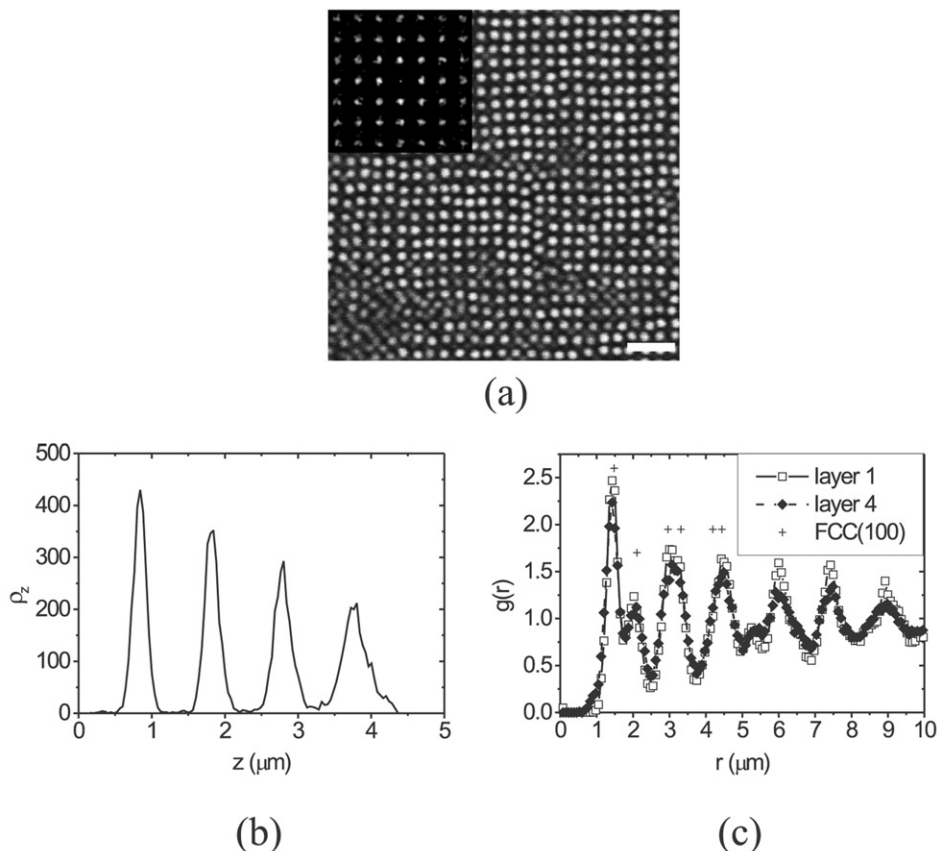 (a)
500
400
300
200
100
0
ρz
0 1 2 3 4 5
z (μm)
(b)
2.5
2.0
1.5
1.0
0.5
0.0
g(r)
layer 1
layer 4
FCC(100)
0 1 2 3 4 5 6 7 8 9 10
r (μm)
(c)